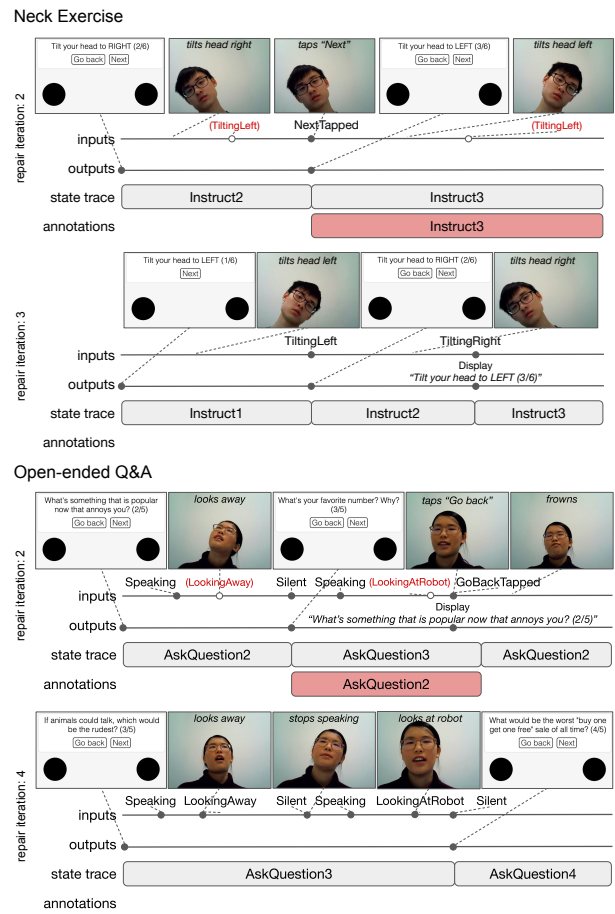 Neck Exercise
repair iteration: 2
Tilt your head to RIGHT (2/6)
Go back Next
tilts head right
taps "Next"
Tilt your head to LEFT (3/6)
Go back Next
tilts head left
inputs
(TiltingLeft)
NextTapped
(TiltingLeft)
outputs
state trace
Instruct2
Instruct3
annotations
Instruct3
repair iteration: 3
Tilt your head to LEFT (1/6)
Next
tilts head left
Tilt your head to RIGHT (2/6)
Go back Next
tilts head right
inputs
TiltingLeft
TiltingRight
outputs
Display
"Tilt your head to LEFT (3/6)"
state trace
Instruct1
Instruct2
Instruct3
annotations
Open-ended Q&A
repair iteration: 2
What's something that is popular
now that annoys you? (2/5)
Go back Next
looks away
What's your favorite number? Why?
(3/5)
Go back Next
taps "Go back"
frowns
inputs
Speaking (LookingAway) Silent Speaking (LookingAtRobot) GoBackTapped
outputs
Display
"What's something that is popular now that annoys you? (2/5)"
state trace
AskQuestion2
AskQuestion3
AskQuestion2
annotations
AskQuestion2
repair iteration: 4
If animals could talk, which would
be the rudest? (3/5)
Go back Next
looks away
stops speaking
looks at robot
What would be the worst "buy one
get one free" sale of all time? (4/5)
Go back Next
inputs
Speaking LookingAway Silent Speaking LookingAtRobot Silent
outputs
state trace
AskQuestion3
AskQuestion4
annotations